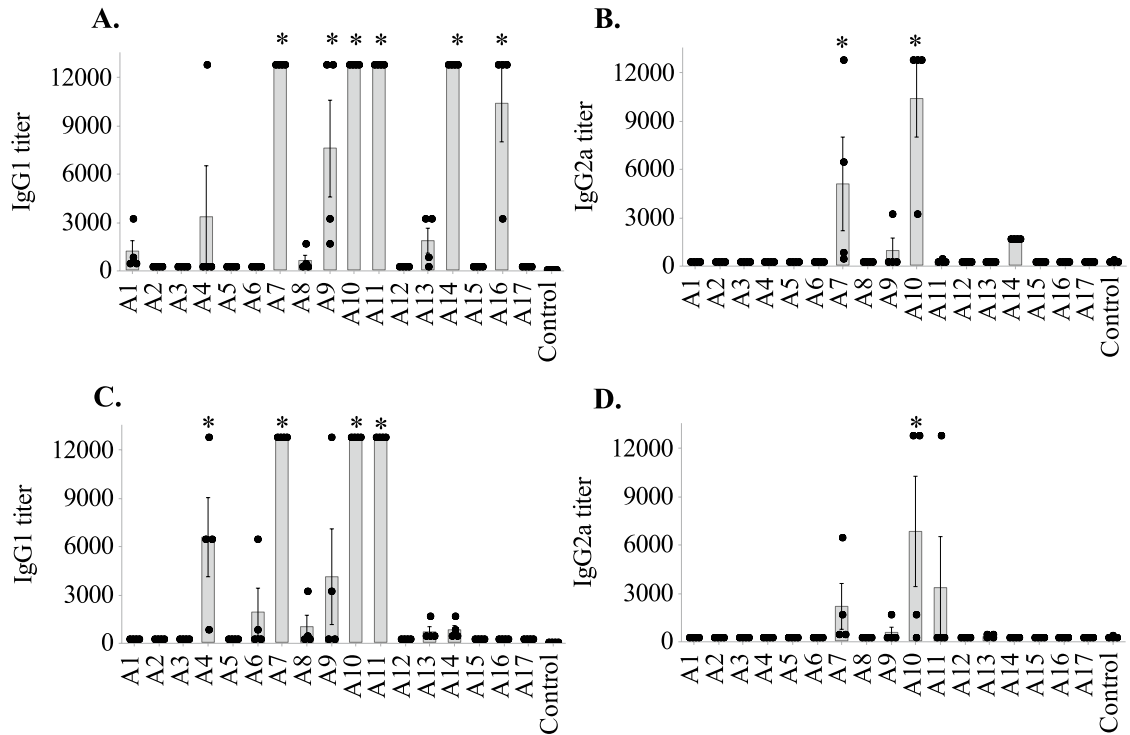 A.
* * * * * *
IgG1 titer
12000
9000
6000
3000
0
A1 A2 A3 A4 A5 A6 A7 A8 A9 A10 A11 A12 A13 A14 A15 A16 A17 Control
B.
* *
IgG2a titer
12000
9000
6000
3000
0
A1 A2 A3 A4 A5 A6 A7 A8 A9 A10 A11 A12 A13 A14 A15 A16 A17 Control
C.
* * * *
IgG1 titer
12000
9000
6000
3000
0
A1 A2 A3 A4 A5 A6 A7 A8 A9 A10 A11 A12 A13 A14 A15 A16 A17 Control
D.
*
IgG2a titer
12000
9000
6000
3000
0
A1 A2 A3 A4 A5 A6 A7 A8 A9 A10 A11 A12 A13 A14 A15 A16 A17 Control